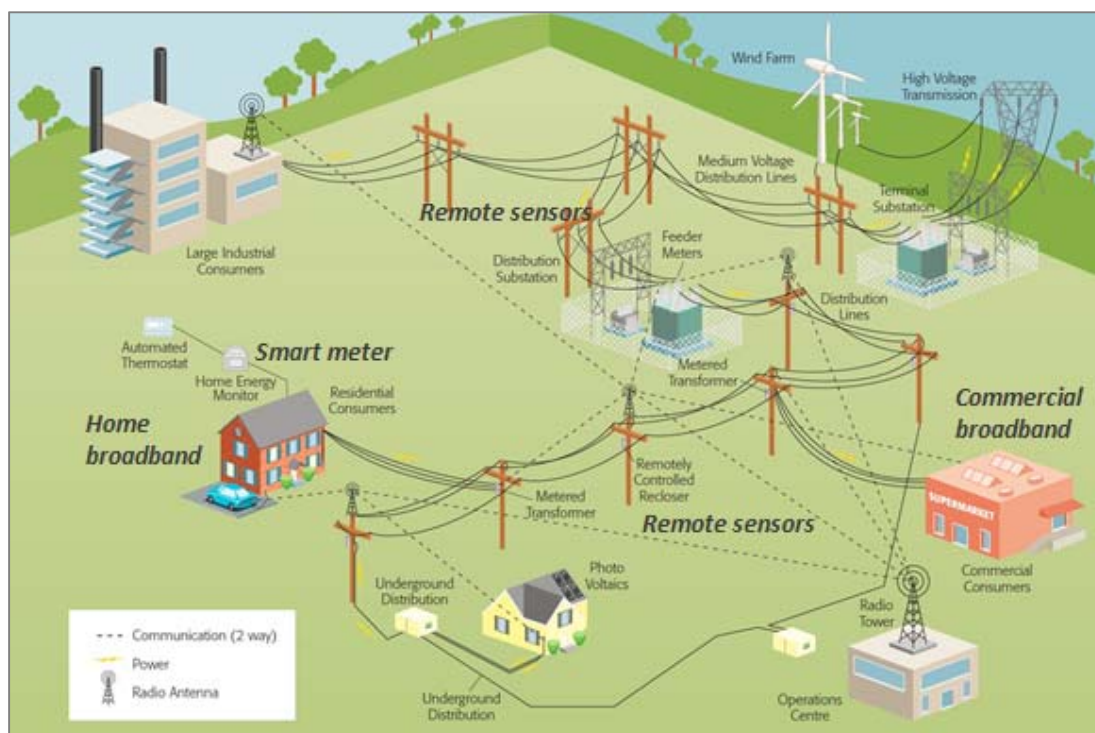 Wind Farm
High Voltage
Transmission
Medium Voltage
Distribution Lines
Terminal
Substation
Remote sensors
Large Industrial
Consumers
Distribution
Substation
Feeder
Meters
Distribution
Lines
Automated
Thermostat
Smart meter
Home Energy
Monitor
Residential
Consumers
Metered
Transformer
Home
broadband
Commercial
broadband
Remotely
Controlled
Recloser
Metered
Transformer
Remote sensors
SUPERMARKET
Commercial
Consumers
Underground
Distribution
Photo
Voltaics
Radio
Tower
Communication (2 way)
Power
Radio Antenna
Underground
Distribution
Operations
Centre